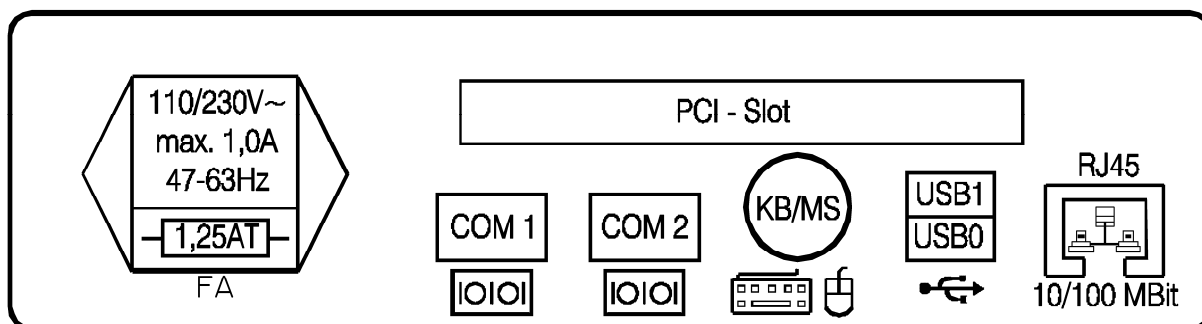 110/230V~
max. 1,0A
47-63Hz
1,25AT
FA
PCI - Slot
COM 1
IOIOI
COM 2
IOIOI
KB/MS
USB1
USB0
RJ45
10/100 MBit